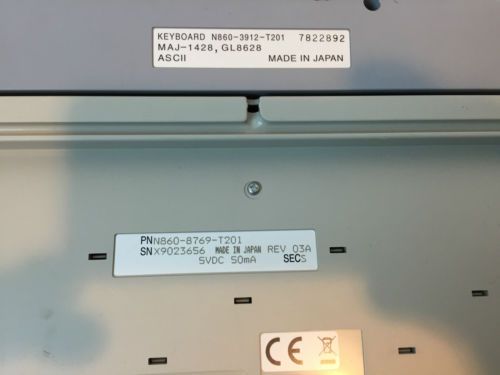 KEYBOARD N860-3912-T201 7822892
MAJ-1428, GL8628
ASCII MADE IN JAPAN
PN N860-8769-T201
SN X9023656 MADE IN JAPAN REV 03A
5VDC 50mA SECS
CE